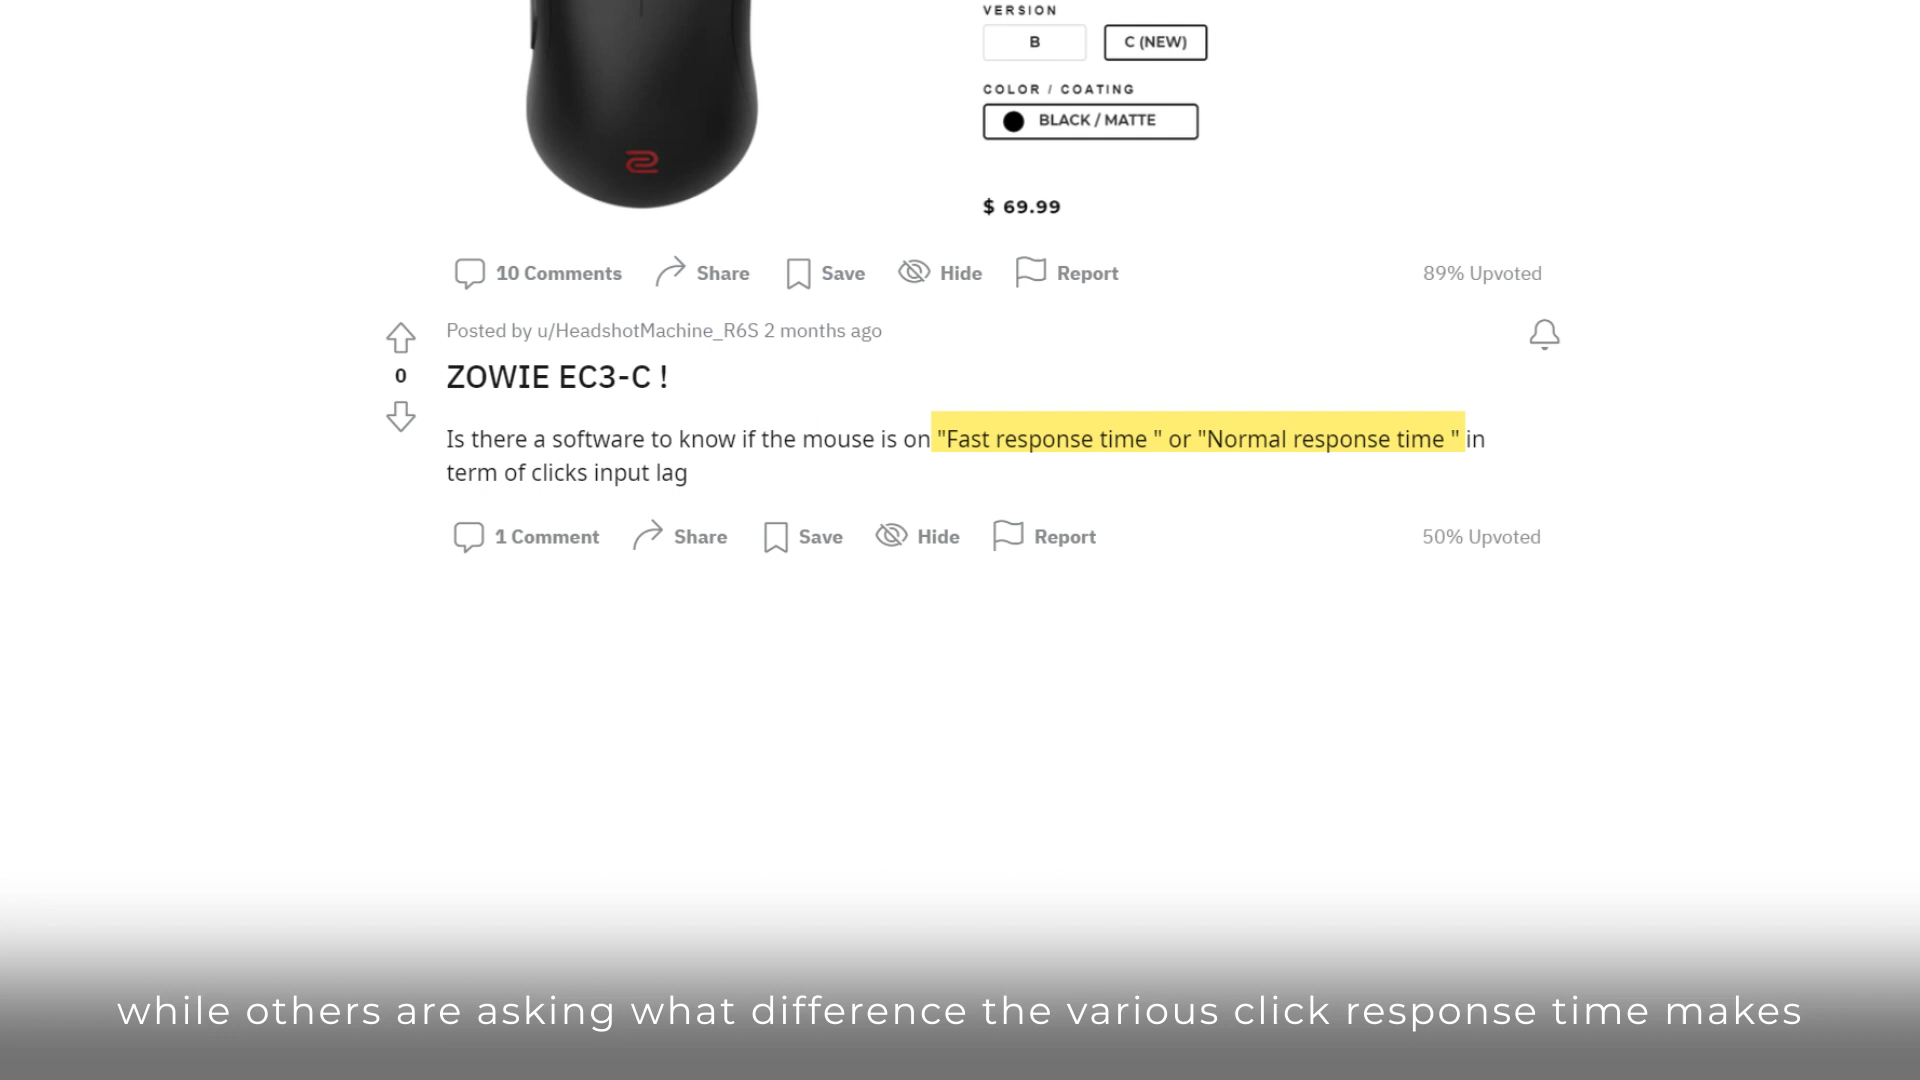 VERSION
B
C (NEW)
COLOR / COATING
BLACK / MATTE
$ 69.99
10 Comments Share Save Hide Report 89% Upvoted
Posted by u/HeadshotMachine_R6S 2 months ago
0
ZOWIE EC3-C !
Is there a software to know if the mouse is on "Fast response time " or "Normal response time " in
term of clicks input lag
1 Comment Share Save Hide Report 50% Upvoted
while others are asking what difference the various click response time makes